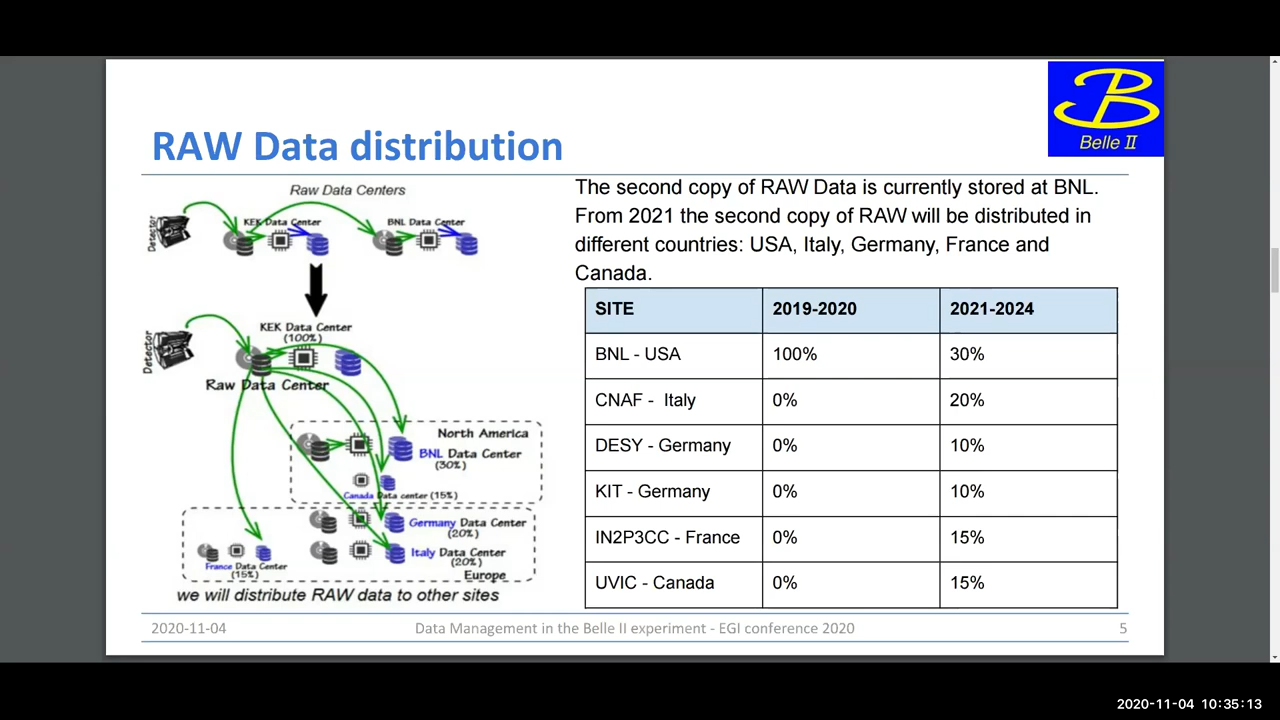 RAW Data distribution
Belle II
Raw Data Centers
Detector
KEK Data Center
BNL Data Center
Detector
KEK Data Center
(100%)
Raw Data Center
North America
BNL Data Center
(30%)
Canada Data center (15%)
Germany Data Center
(20%)
Italy Data Center
(20%)
France Data Center
(15%)
Europe
we will distribute RAW data to other sites
The second copy of RAW Data is currently stored at BNL.
From 2021 the second copy of RAW will be distributed in
different countries: USA, Italy, Germany, France and
Canada.
SITE 2019-2020 2021-2024
BNL - USA 100% 30%
CNAF - Italy 0% 20%
DESY - Germany 0% 10%
KIT - Germany 0% 10%
IN2P3CC - France 0% 15%
UVIC - Canada 0% 15%
2020-11-04 Data Management in the Belle II experiment - EGI conference 2020 5
2020-11-04 10:35:13